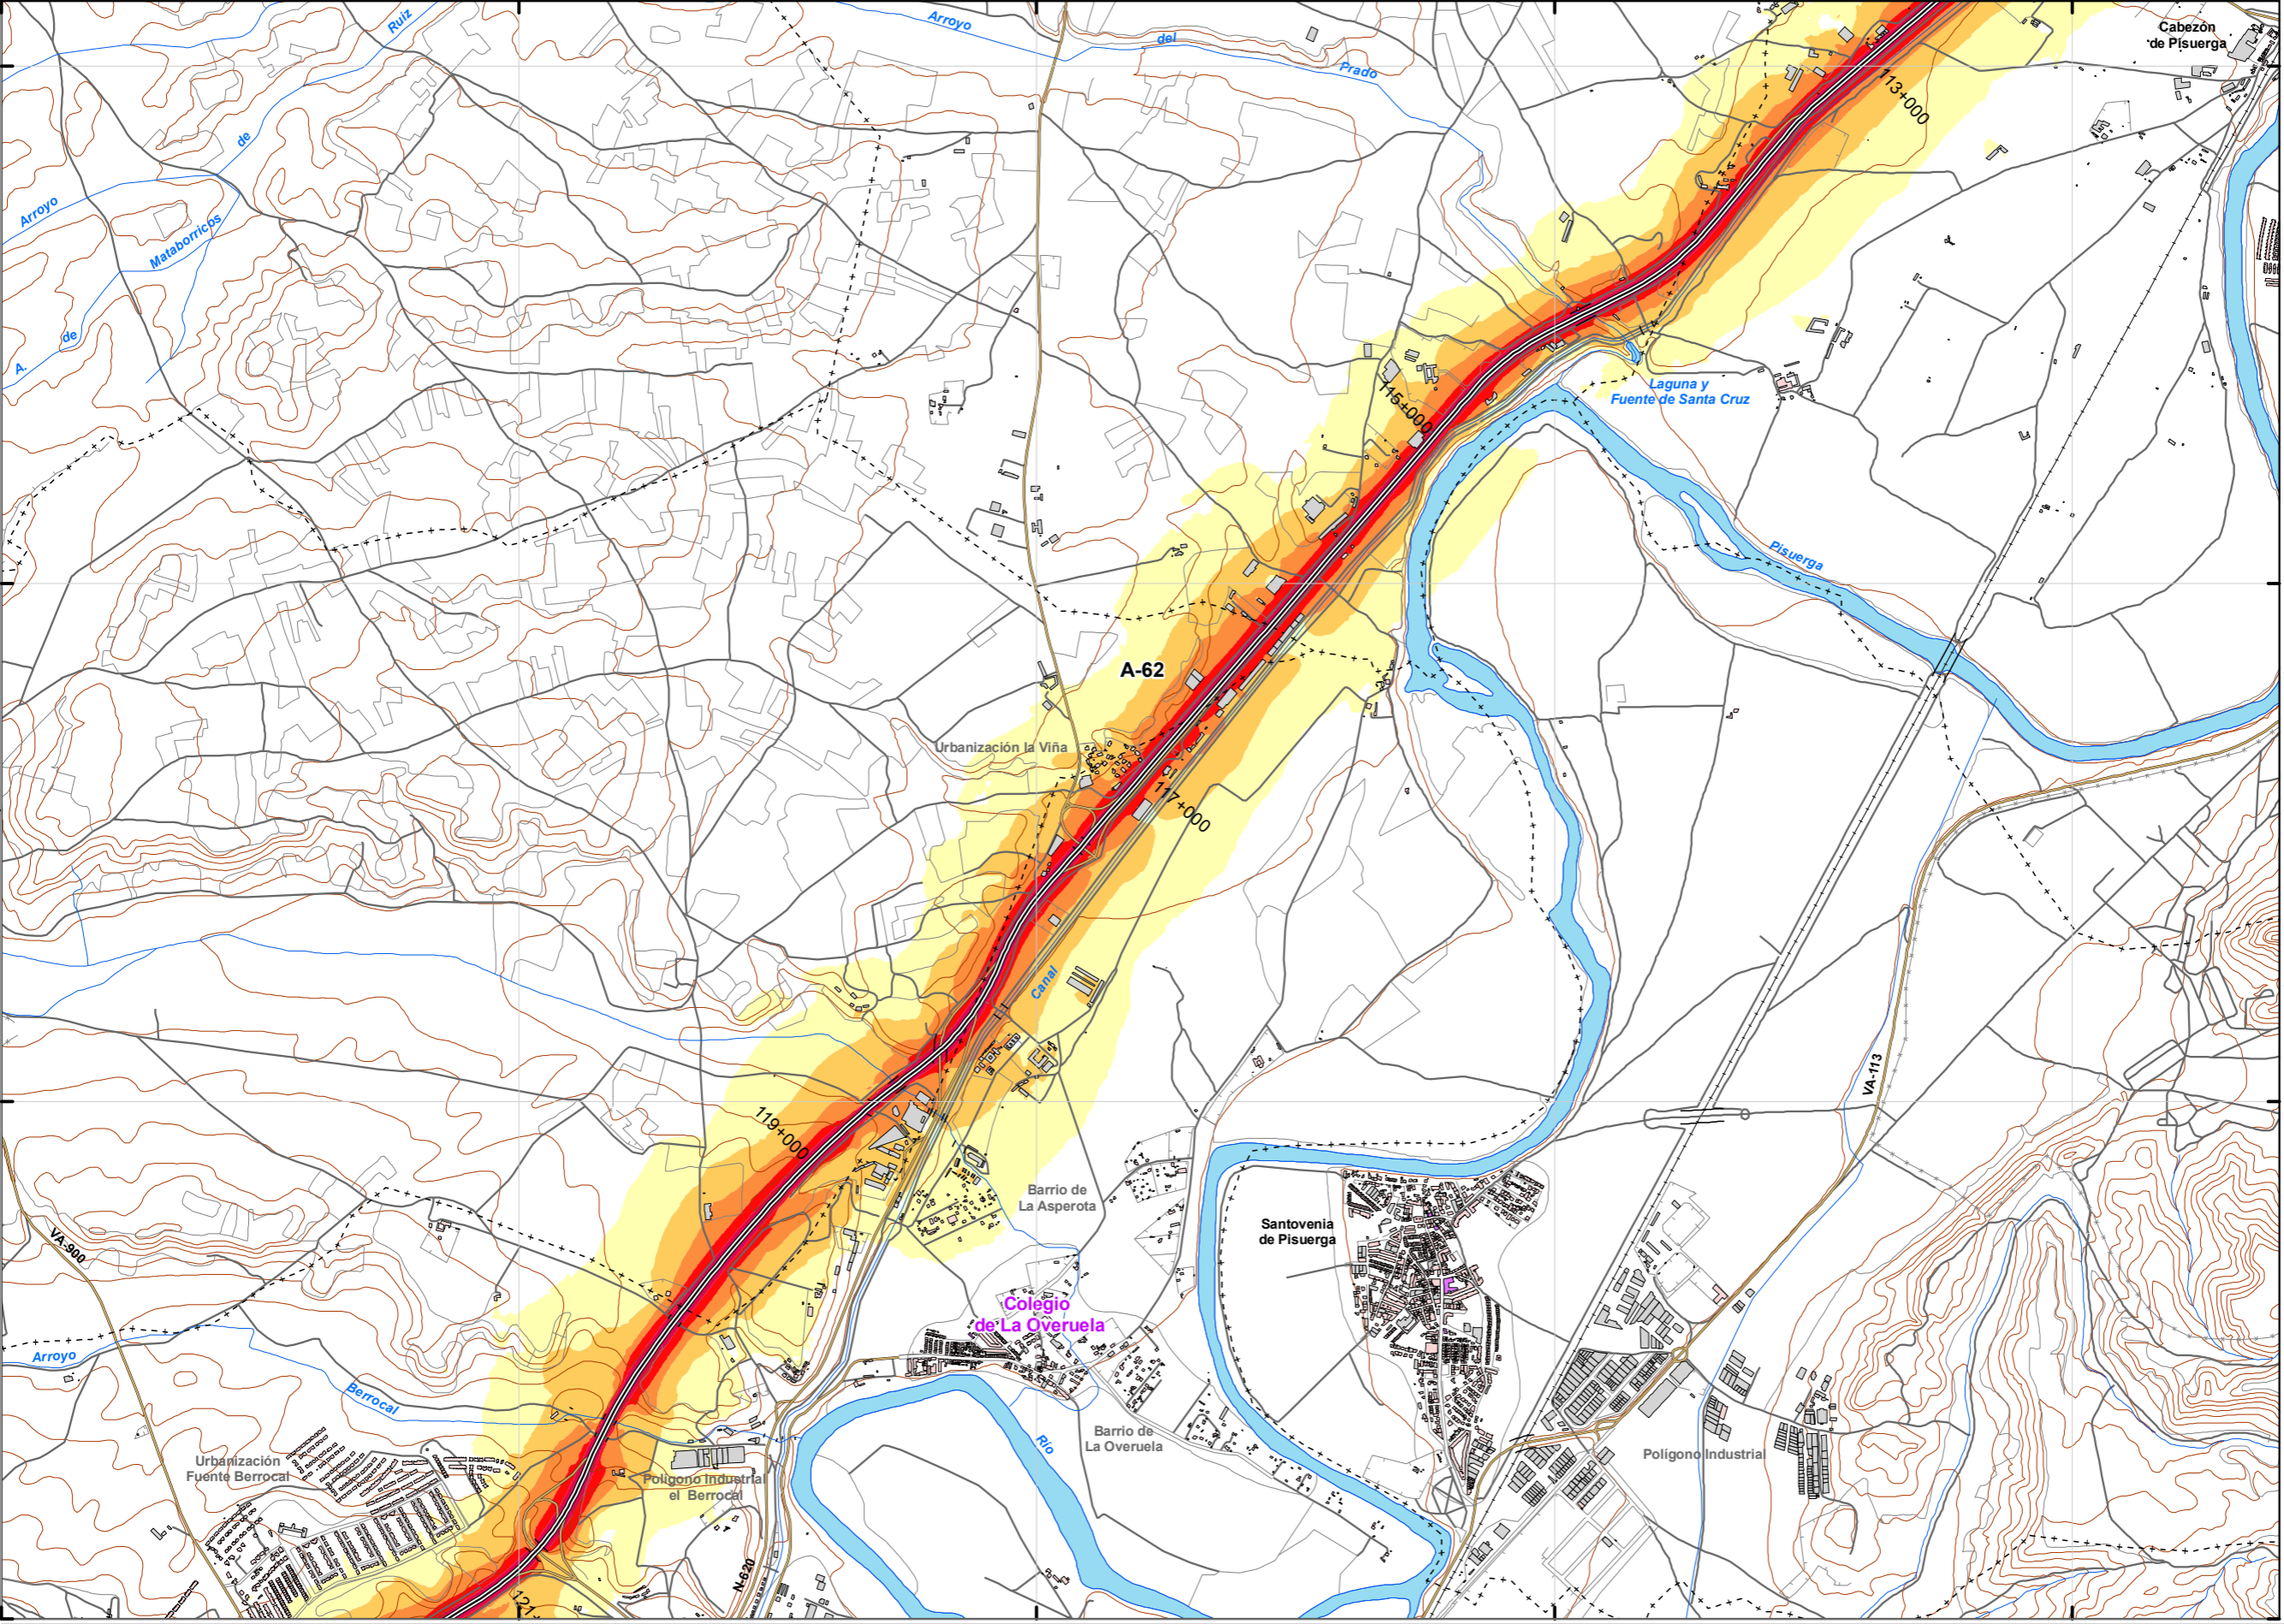 Ruiz
Arroyo
del
Prado
Cabezón
de Pisuerga
113+000
de
Arroyo
Mataborricos
de
A.
115+000
Laguna y
Fuente de Santa Cruz
Pisuerga
A-62
Urbanización la Viña
117+000
Canal
VA-113
119+000
Barrio de
La Asperota
Santovenia
de Pisuerga
VA-900
Colegio
de La Overuela
Arroyo
Berrocal
Río
Barrio de
La Overuela
Urbanización
Fuente Berrocal
Polígono Industrial
el Berrocal
Polígono Industrial
N-620
121+